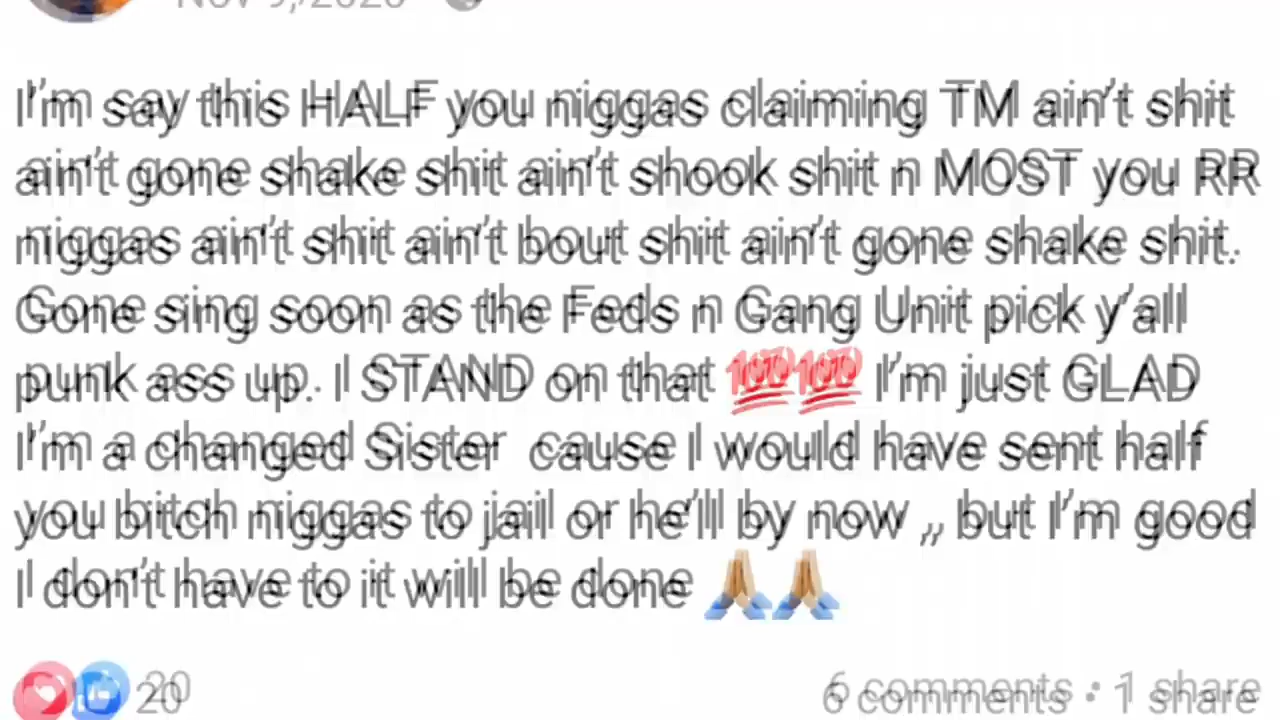 Nov 9, 2020
I'm say this HALF you niggas claiming TM ain't shit
ain't gone shake shit ain't shook shit n MOST you RR
niggas ain't shit ain't bout shit ain't gone shake shit.
Gone sing soon as the Feds n Gang Unit pick y'all
punk ass up. I STAND on that 💯💯 I'm just GLAD
I'm a changed Sister cause I would have sent half
you bitch niggas to jail or he'll by now ,, but I'm good
I don't have to it will be done 🙏🏽🙏🏽
20
6 comments • 1 share